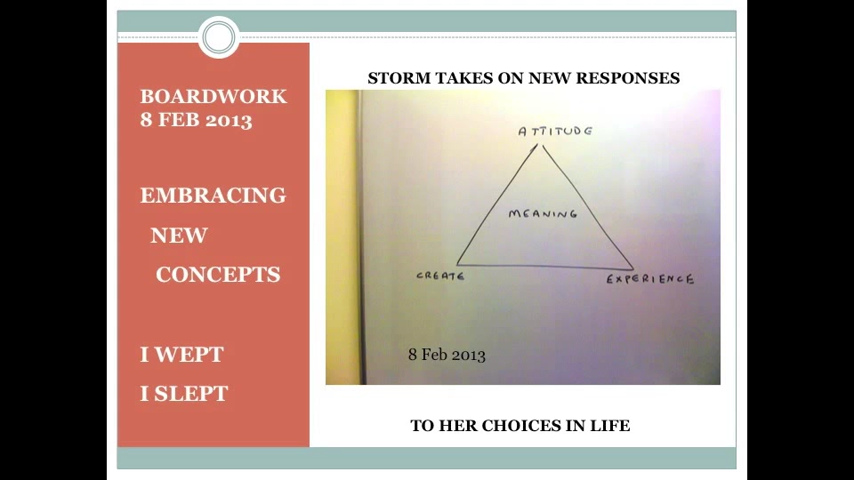 BOARDWORK
8 FEB 2013
EMBRACING
NEW
CONCEPTS
I WEPT
I SLEPT
STORM TAKES ON NEW RESPONSES
ATTITUDE
MEANING
CREATE
EXPERIENCE
8 Feb 2013
TO HER CHOICES IN LIFE